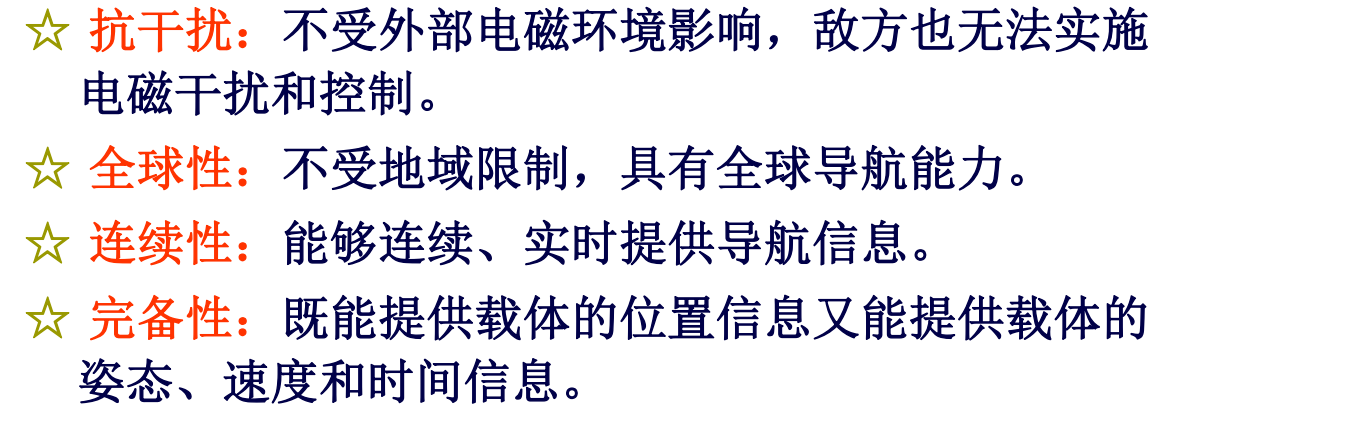 ☆ 抗干扰：不受外部电磁环境影响，敌方也无法实施
电磁干扰和控制。
☆ 全球性：不受地域限制，具有全球导航能力。
☆ 连续性：能够连续、实时提供导航信息。
☆ 完备性：既能提供载体的位置信息又能提供载体的
姿态、速度和时间信息。